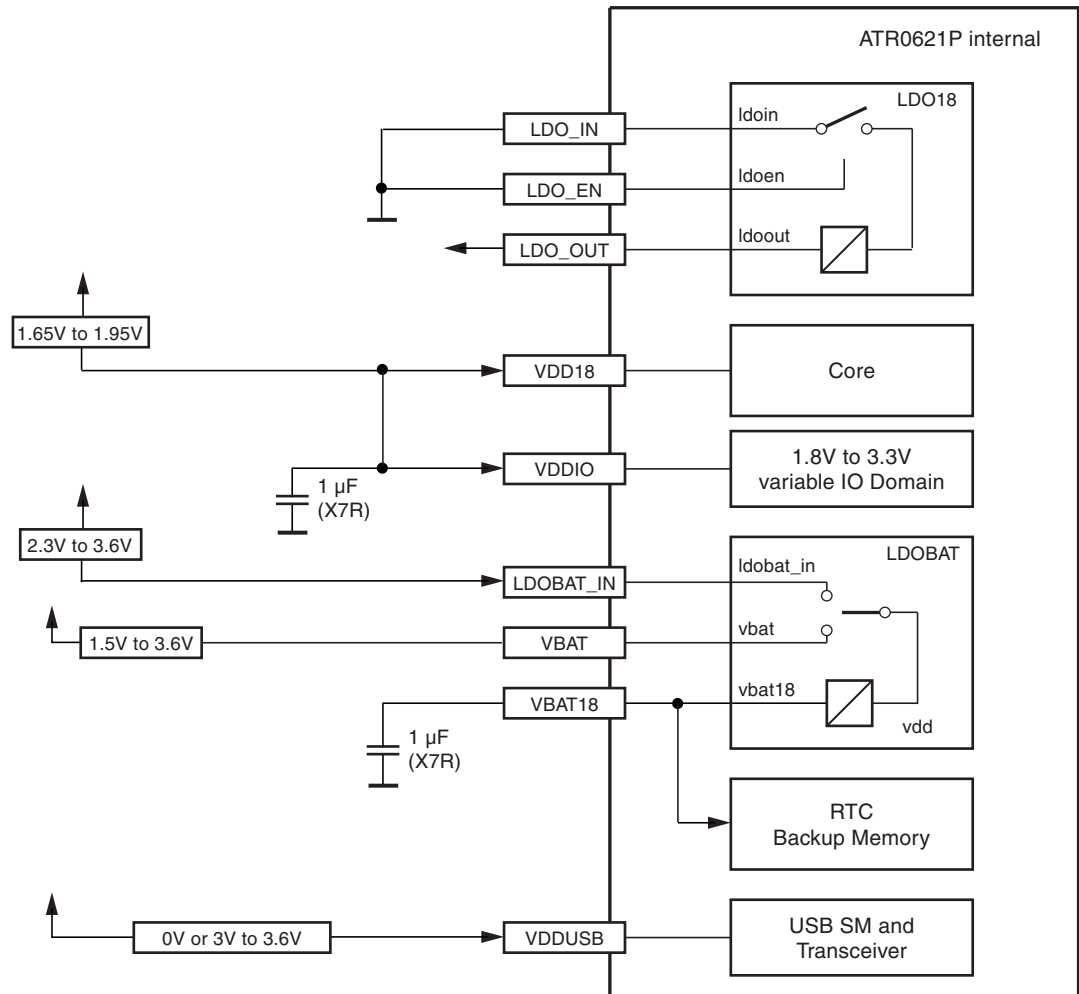 ATR0621P internal
LDO18
LDO_IN
ldoin
LDO_EN
ldoen
LDO_OUT
ldoout
1.65V to 1.95V
VDD18
Core
VDDIO
1.8V to 3.3V
variable IO Domain
1 µF
(X7R)
2.3V to 3.6V
LDOBAT
LDOBAT_IN
ldobat_in
1.5V to 3.6V
VBAT
vbat
VBAT18
vbat18
vdd
1 µF
(X7R)
RTC
Backup Memory
0V or 3V to 3.6V
VDDUSB
USB SM and
Transceiver